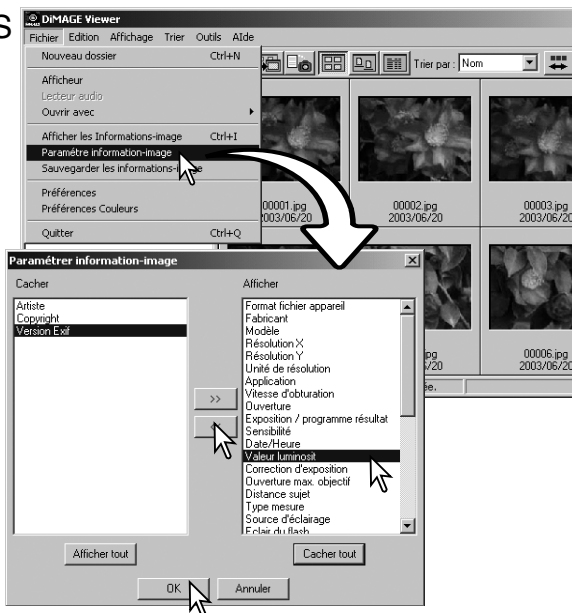 S
DiMAGE Viewer
Fichier Edition Affichage Trier Outils AIde
Nouveau dossier Ctrl+N
Afficheur
Lecteur audio
Ouvrir avec
Afficher les Informations-image Ctrl+I
Paramétre information-image
Sauvegarder les informations-i e
Préférences
Préférences Couleurs
Quitter Ctrl+Q
Trier par : Nom
00001.jpg
2003/06/20
00002.jpg
2003/06/20
00003.jpg
2003/06/20
jpg
/20
00006.jpg
2003/06/20
ée.
Paramétrer information-image
Cacher
Artiste
Copyright
Version Exif
Afficher tout
>>
Afficher
Format fichier appareil
Fabricant
Modèle
Résolution X
Résolution Y
Unité de résolution
Application
Vitesse d'obturation
Ouverture
Exposition / programme résultat
Sensibilité
Date/Heure
Valeur luminosit
Correction d'exposition
Ouverture max. objectif
Distance sujet
Type mesure
Source d'éclairage
Eclair du flash
Cacher tout
OK
Annuler